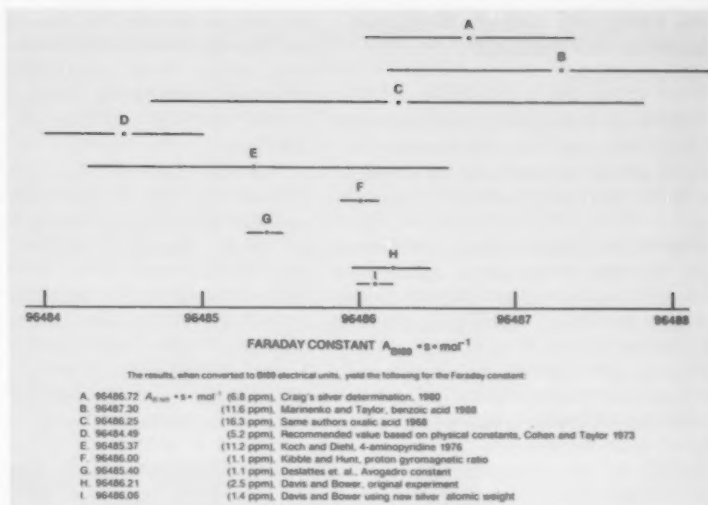 A
B
C
D
E
F
G
H
I
96484 96485 96486 96487 96488
FARADAY CONSTANT A_BI69 • s • mol⁻¹
The results, when converted to BI69 electrical units, yield the following for the Faraday constant:
A. 96486.72 (6.8 ppm), Craig's silver determination,
B. 96487.30 (11.6 ppm), Marinenko and Taylor, benzoic acid
C. 96486.25 (16.3 ppm), Same authors oxalic acid 1968
D. 96484.49 (5.2 ppm), Recommended value based on physical constants, Cohen and Taylor 1973
E. 96485.37 (11.2 ppm), Koch and Diehl, 4-aminopyridine 1976
F. 96486.00 (1.1 ppm), Kibble and Hunt, proton gyromagnetic ratio
G. 96485.40 (1.1 ppm), Deslattes et. al., Avogadro constant
H. 96486.21 (2.5 ppm), Davis and Bower, original experiment
I. 96486.06 (1.4 ppm), Davis and Bower using new silver atomic weight